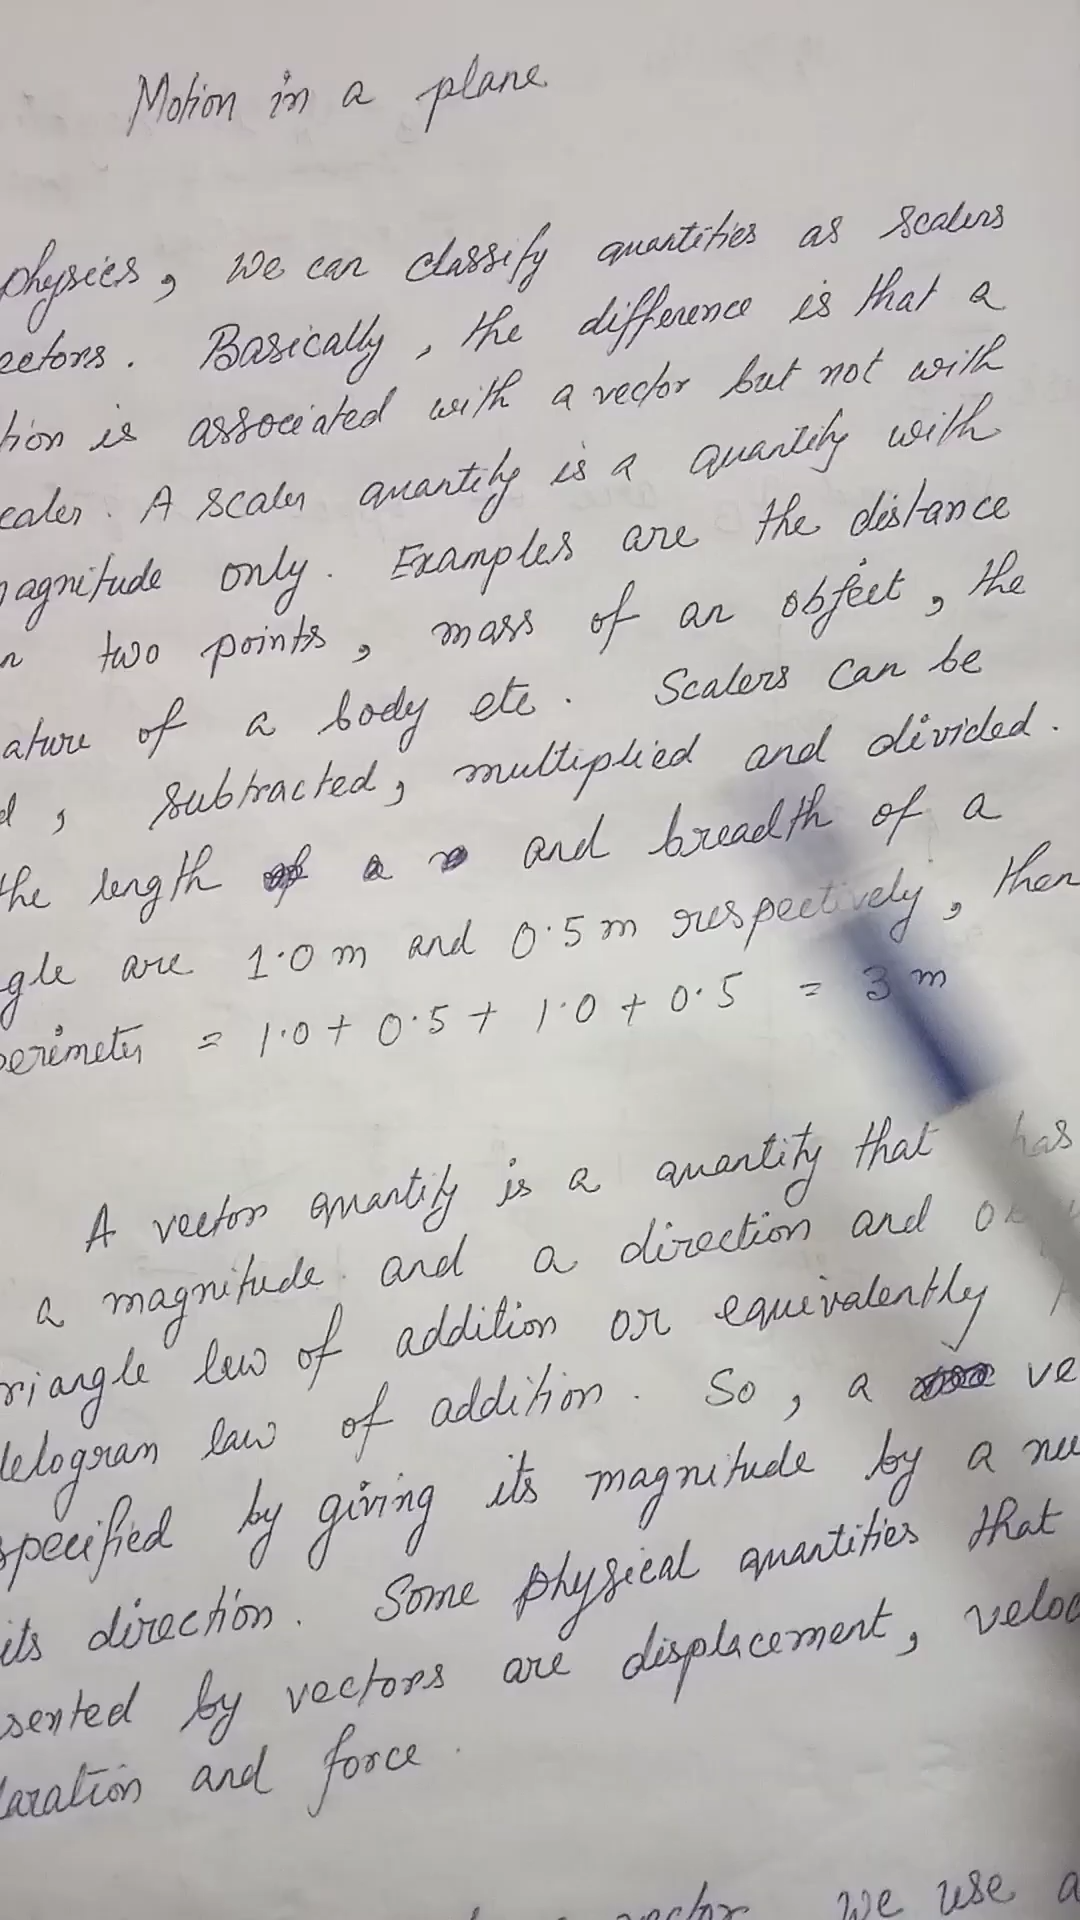 Motion in a plane
physics, We can classify quantities as Scalers
ectors. Basically, the difference is that a
tion is associated with a vector but not with
caler. A scaler quantity is a quantity with
magnitude only. Examples are the distance
n two points, mass of an object, the
ature of a body etc. Scalers can be
d, subtracted, multiplied and divided.
the length and breadth of a
gle are 1.0 m and 0.5 m respectively, then
perimeter = 1.0 + 0.5 + 1.0 + 0.5 = 3 m
A vector quantity is a quantity that has
a magnitude and a direction and
riangle law of addition or equivalently
lelogram law of addition. So, a ve
specified by giving its magnitude by a nu
its direction. Some physical quantities that
sented by vectors are displacement, veloc
laration and force.
vector we use a